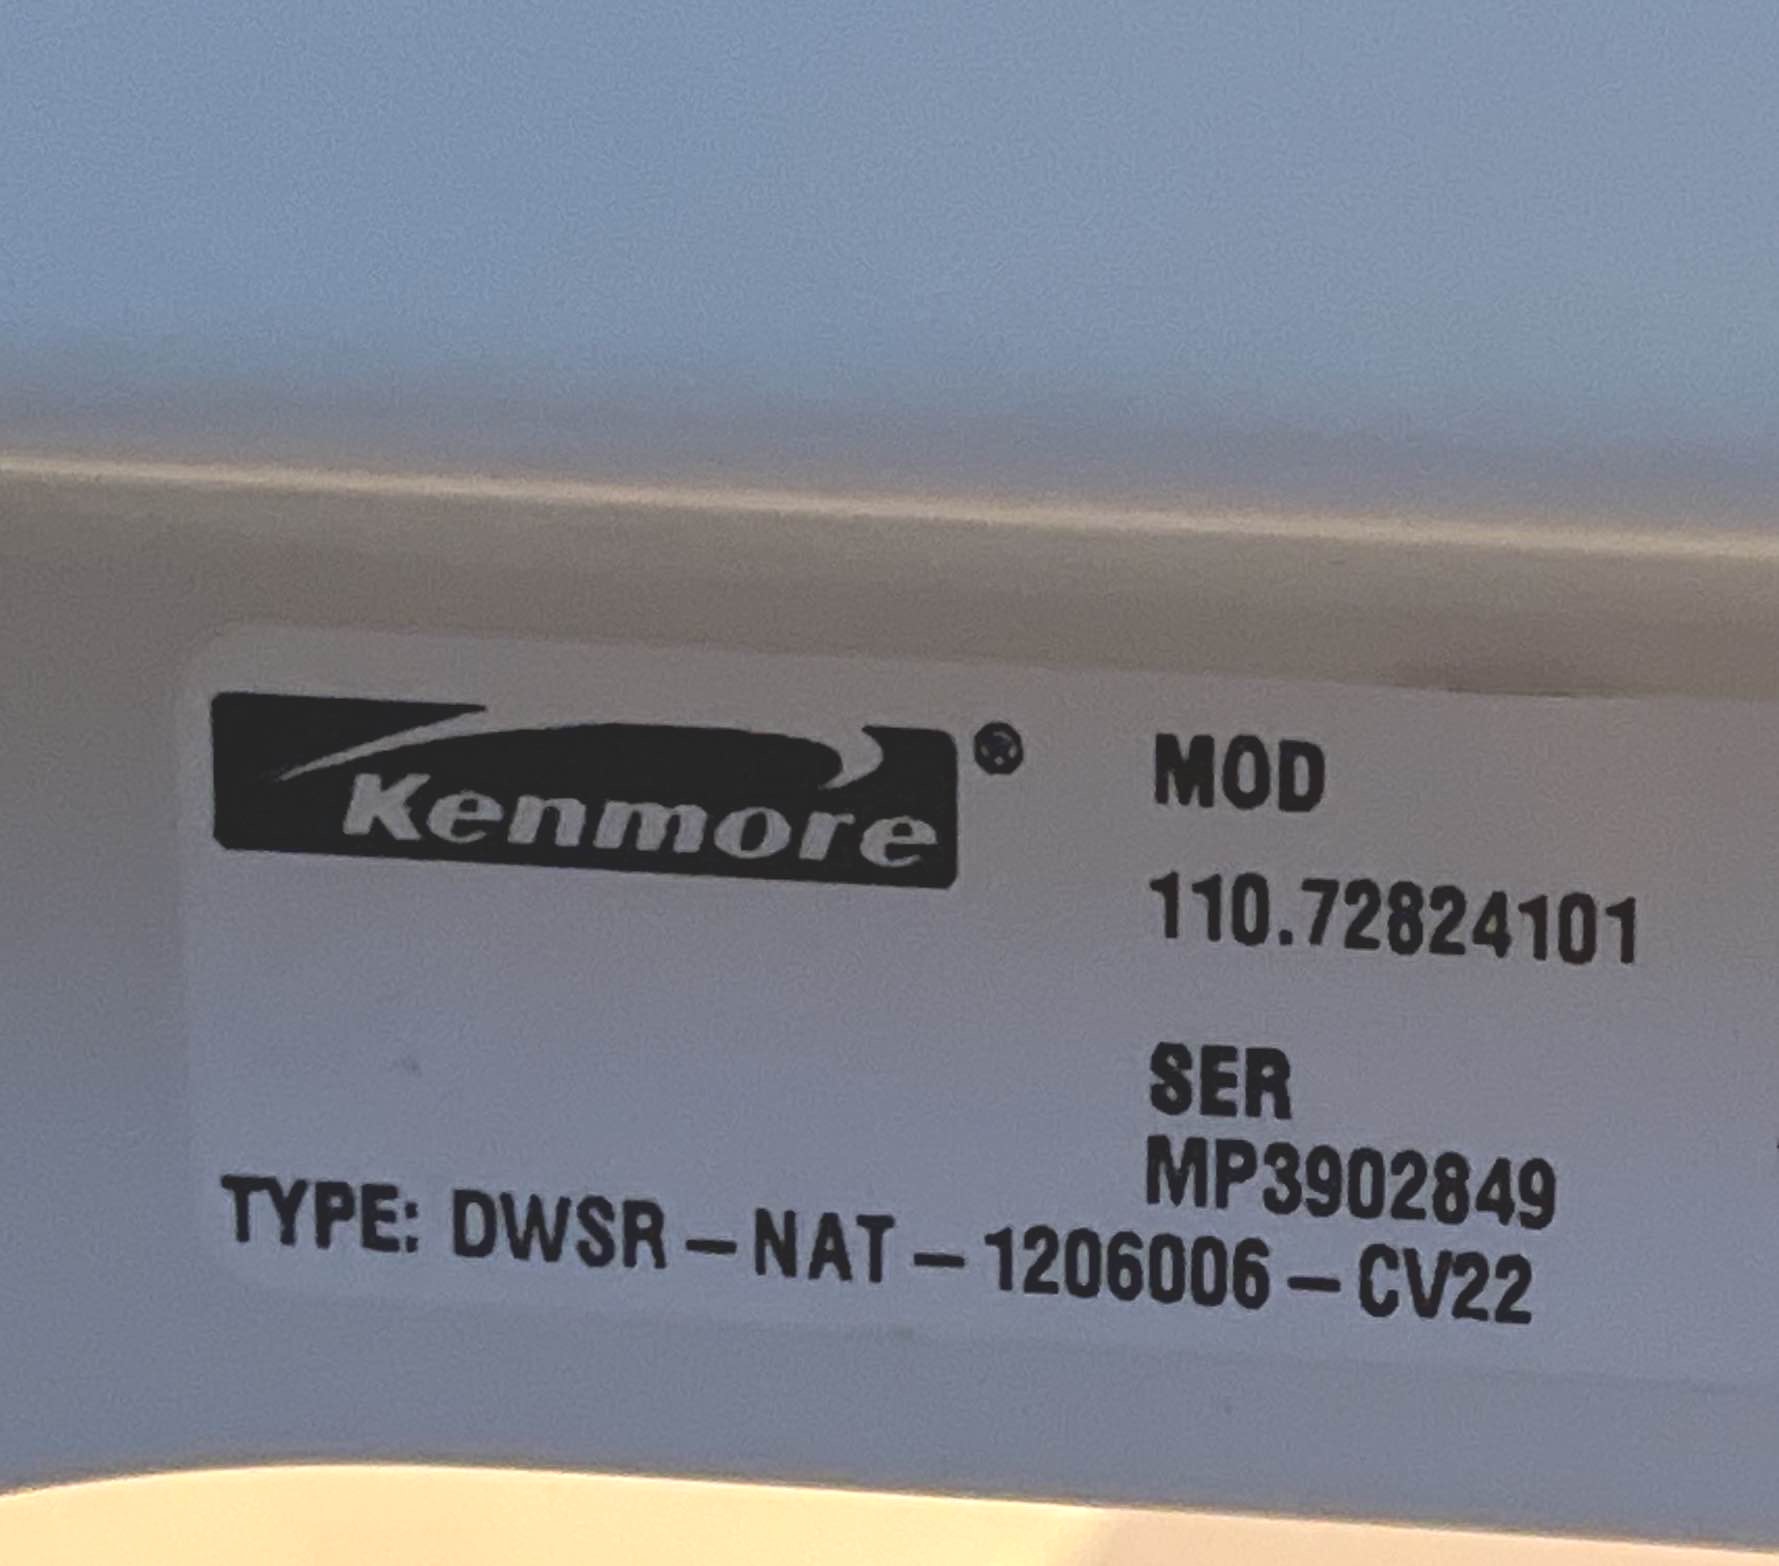 Kenmore®
MOD
110.72824101
SER
MP3902849
TYPE: DWSR-NAT-1206006-CV22